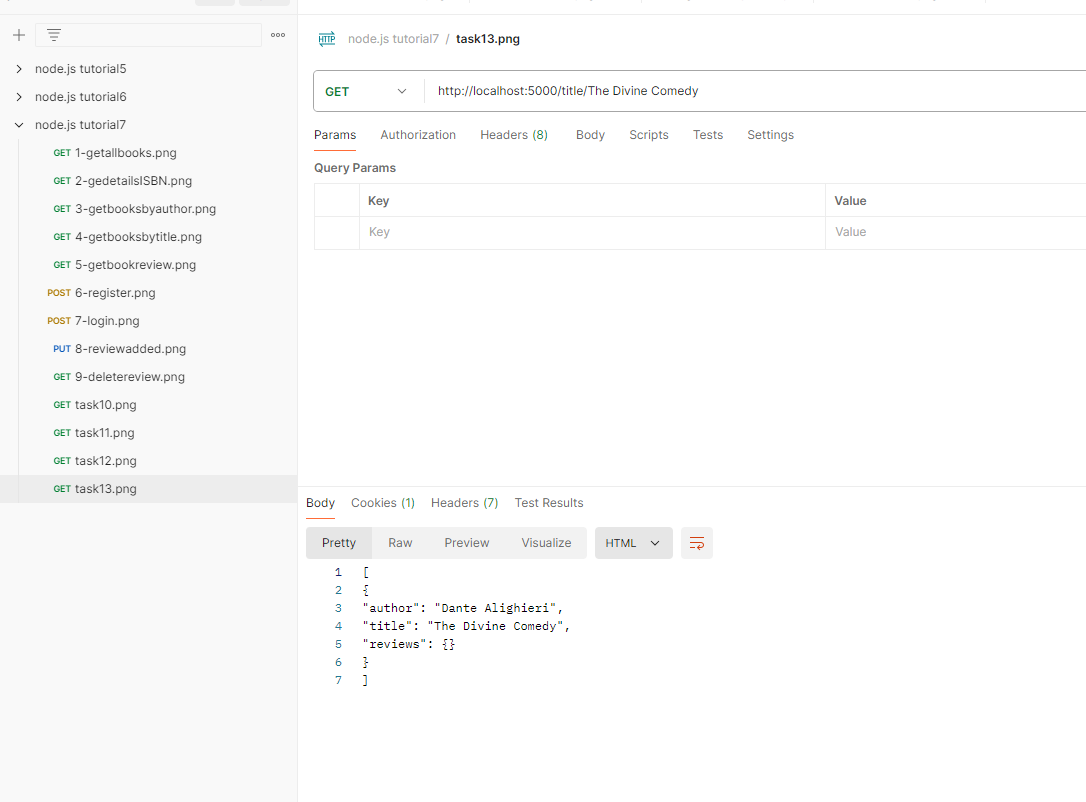 node.js tutorial5
node.js tutorial6
node.js tutorial7
GET 1-getallbooks.png
GET 2-gedetailsISBN.png
GET 3-getbooksbyauthor.png
GET 4-getbooksbytitle.png
GET 5-getbookreview.png
POST 6-register.png
POST 7-login.png
PUT 8-reviewadded.png
GET 9-deletereview.png
GET task10.png
GET task11.png
GET task12.png
GET task13.png
HTTP node.js tutorial7 / task13.png
GET http://localhost:5000/title/The Divine Comedy
Params Authorization Headers (8) Body Scripts Tests Settings
Query Params
Key Value
Key Value
Body Cookies (1) Headers (7) Test Results
Pretty Raw Preview Visualize HTML
1 [
2 {
3 "author": "Dante Alighieri",
4 "title": "The Divine Comedy",
5 "reviews": {}
6 }
7 ]